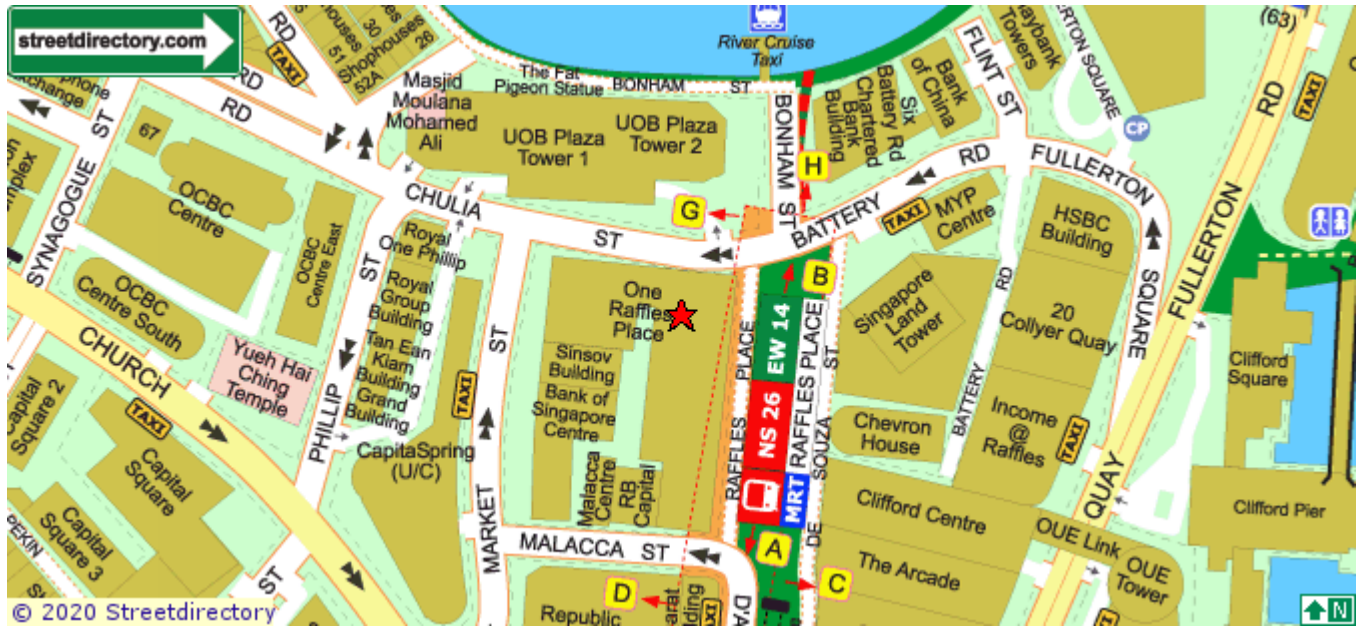 streetdirectory.com
RD
TAXI
51
30
Shophouses
52A
26
River Cruise
Taxi
FLINT ST
Maybank
Towers
FULLERTON SQUARE
(63)
RD
TAXI
ST
RD
RD
Masjid
Moulana
Mohamed
Ali
The Fat
Pigeon Statue
BONHAM
ST
UOB Plaza
Tower 1
UOB Plaza
Tower 2
BONHAM ST
Chartered
Bank
Building
Six
Battery Rd
Bank
of China
CP
H
67
OCBC
Centre
SYNAGOGUE
CHULIA
ST
G
BATTERY
RD
FULLERTON
TAXI
MYP
Centre
HSBC
Building
FULLERTON
OCBC
Centre East
ST
Royal
One Phillip
Royal
Group
Building
Tan Ean
Kiam
Building
Grand
Building
OCBC
Centre South
CHURCH
Yueh Hai
Ching
Temple
PHILLIP
ST
TAXI
One
Raffles
Place
Sinsov
Building
Bank of
Singapore
Centre
Malacca
Centre
RB
Capital
RAFFLES PLACE
EW 14
NS 26
MRT
B
RAFFLES PLACE
DE SOUZA ST
Singapore
Land
Tower
BATTERY
RD
20
Collyer Quay
SQUARE
Clifford
Square
Chevron
House
Income
@
Raffles
TAXI
Capital
Square 2
TAXI
Capital
Square
Capital
Square 3
PEKIN
ST
CapitaSpring
(U/C)
MARKET
MALACCA ST
A
C
D
Clifford Centre
The Arcade
QUAY
OUE Link
OUE
Tower
Clifford Pier
Republic
TAXI
D'A
© 2020 Streetdirectory
N